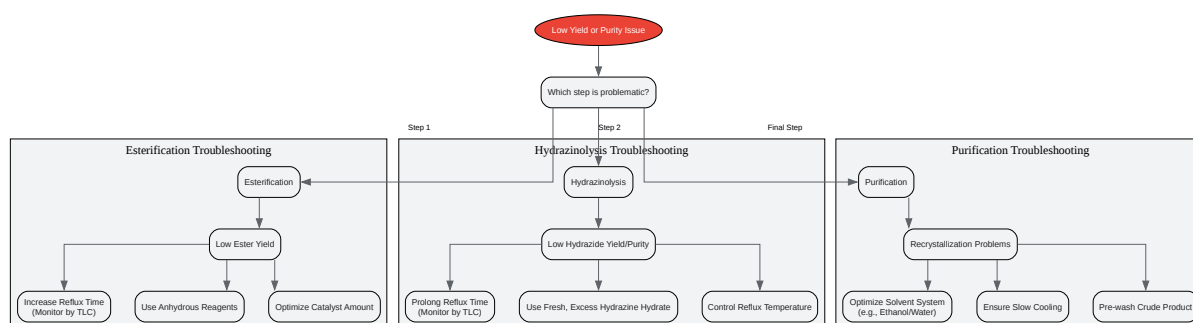 Low Yield or Purity Issue
Which step is problematic?
Step 1
Step 2
Final Step
Esterification Troubleshooting
Hydrazinolysis Troubleshooting
Purification Troubleshooting
Esterification
Hydrazinolysis
Purification
Low Ester Yield
Low Hydrazide Yield/Purity
Recrystallization Problems
Increase Reflux Time
(Monitor by TLC)
Use Anhydrous Reagents
Optimize Catalyst Amount
Prolong Reflux Time
(Monitor by TLC)
Use Fresh, Excess Hydrazine Hydrate
Control Reflux Temperature
Optimize Solvent System
(e.g., Ethanol/Water)
Ensure Slow Cooling
Pre-wash Crude Product